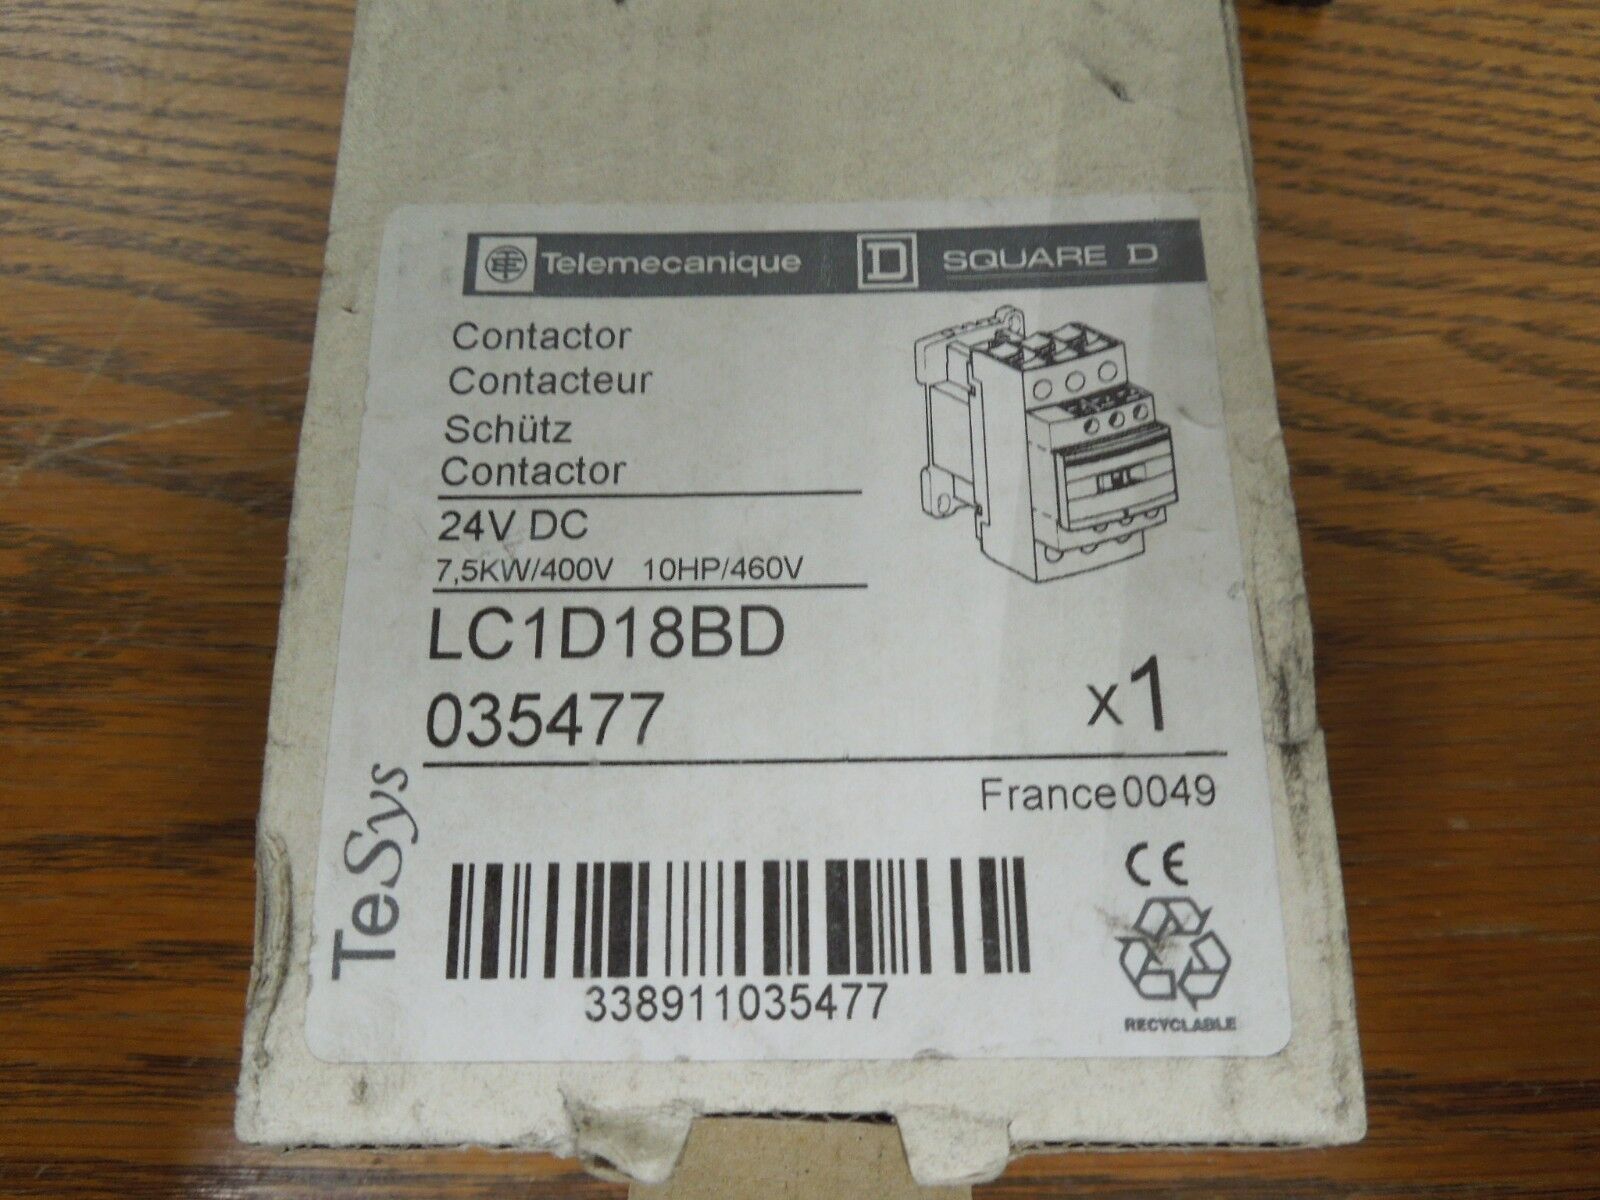 Telemecanique D SQUARE D
Contactor
Contacteur
Schütz
Contactor
24V DC
7,5KW/400V 10HP/460V
LC1D18BD
035477
x1
France0049
TeSys
CE
338911035477
RECYCLABLE